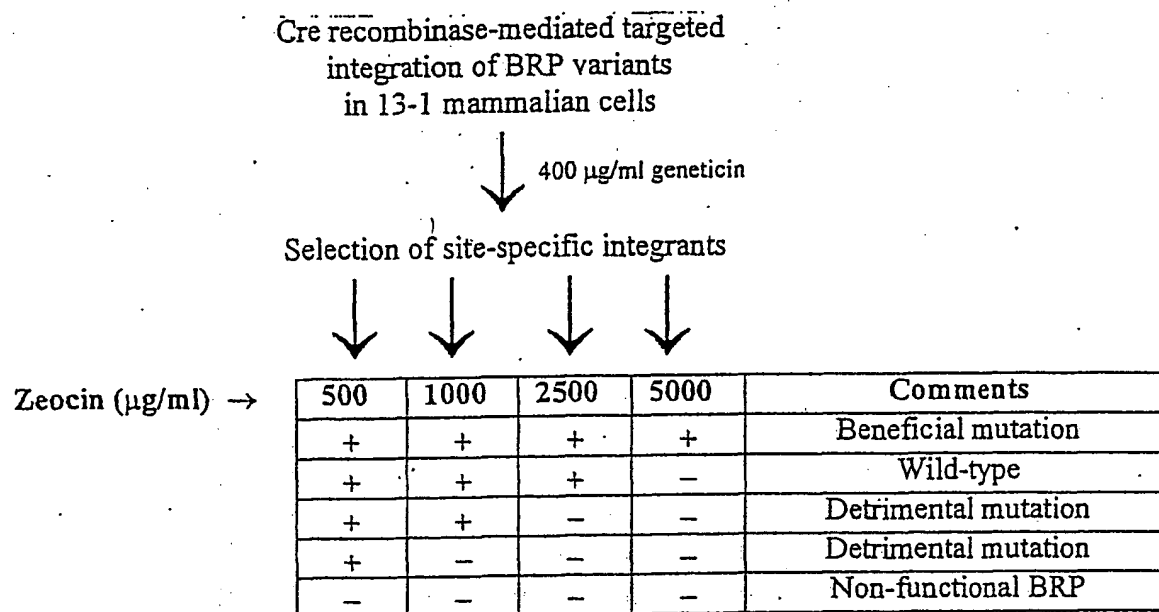 Cre recombinase-mediated targeted
integration of BRP variants
in 13-1 mammalian cells
400 µg/ml geneticin
Selection of site-specific integrants
Zeocin (µg/ml) → 500 1000 2500 5000 Comments
+ + + + Beneficial mutation
+ + + – Wild-type
+ + – – Detrimental mutation
+ – – – Detrimental mutation
– – – – Non-functional BRP